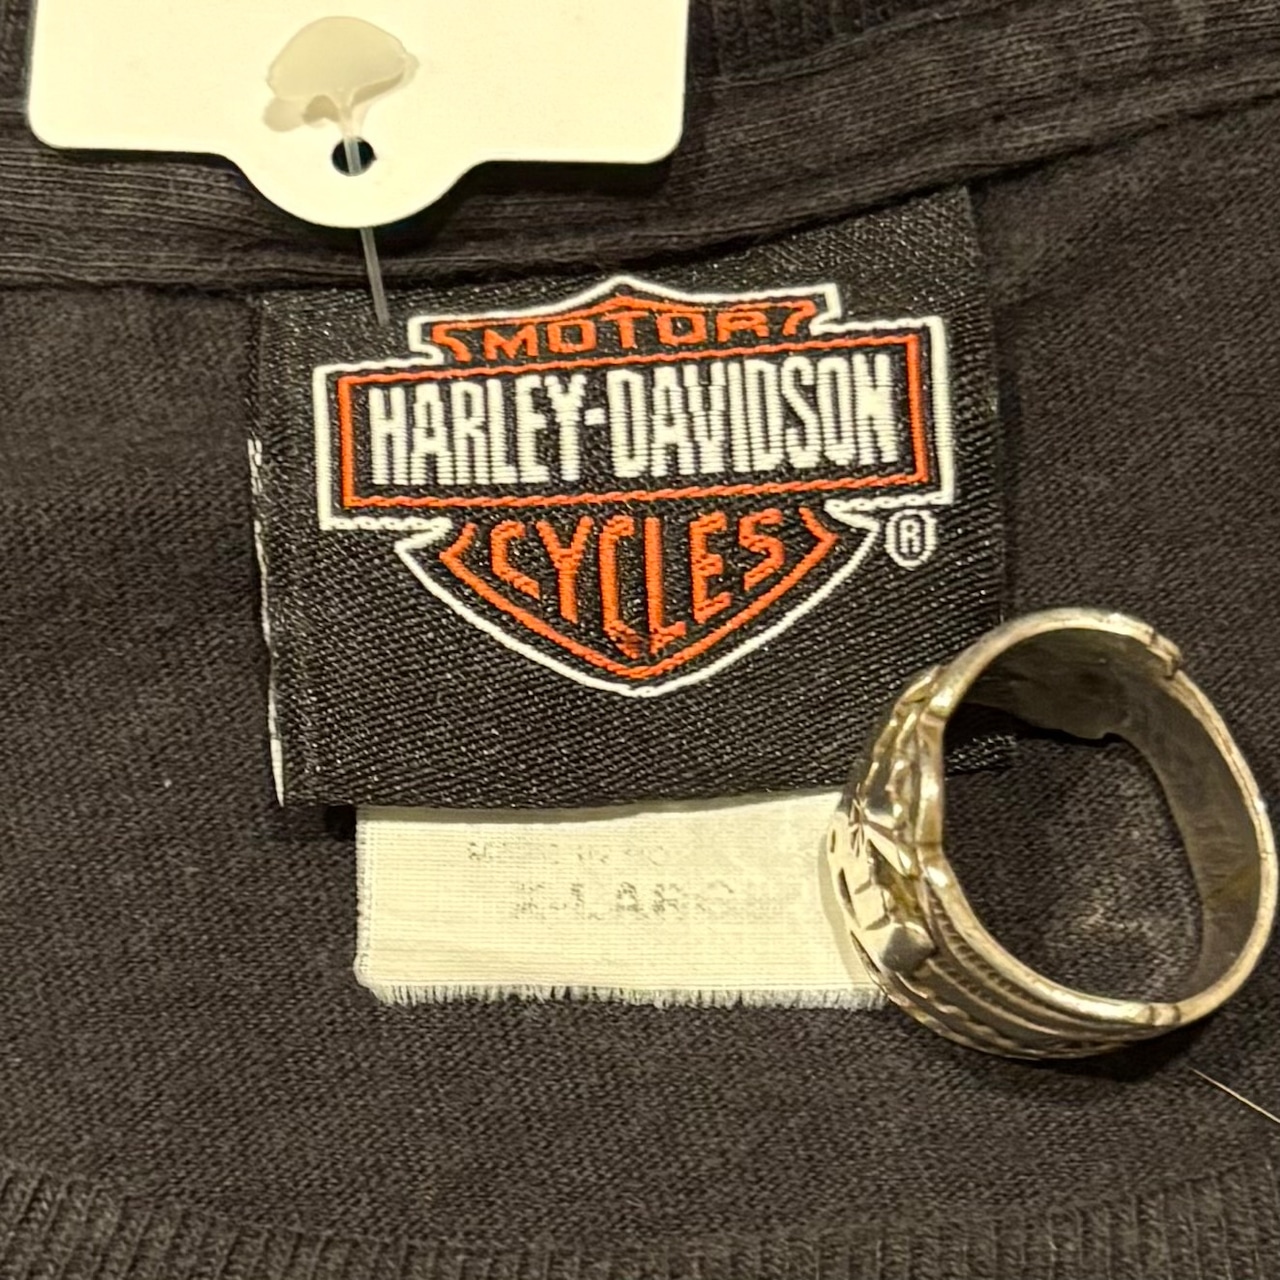 MOTOR
HARLEY-DAVIDSON
CYCLES
®